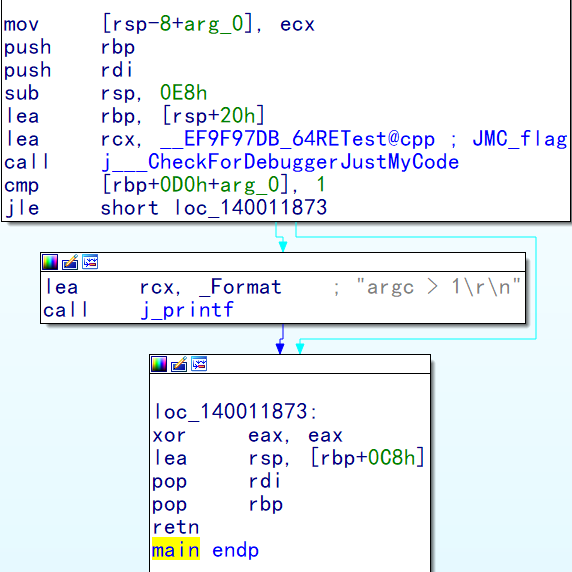 mov [rsp-8+arg_0], ecx
push rbp
push rdi
sub rsp, 0E8h
lea rbp, [rsp+20h]
lea rcx, __EF9F97DB_64RETest@cpp ; JMC_flag
call j___CheckForDebuggerJustMyCode
cmp [rbp+0D0h+arg_0], 1
jle short loc_140011873
lea rcx, _Format ; "argc > 1\r\n"
call j_printf
loc_140011873:
xor eax, eax
lea rsp, [rbp+0C8h]
pop rdi
pop rbp
retn
main endp